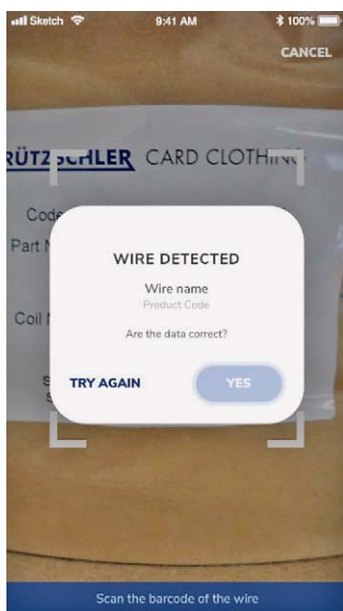 Sketch 9:41 AM 100%
CANCEL
RÜTZSCHLER CARD CLOTHING
Code
Part N
WIRE DETECTED
Wire name
Product Code
Are the data correct?
Coil N
TRY AGAIN YES
Scan the barcode of the wire